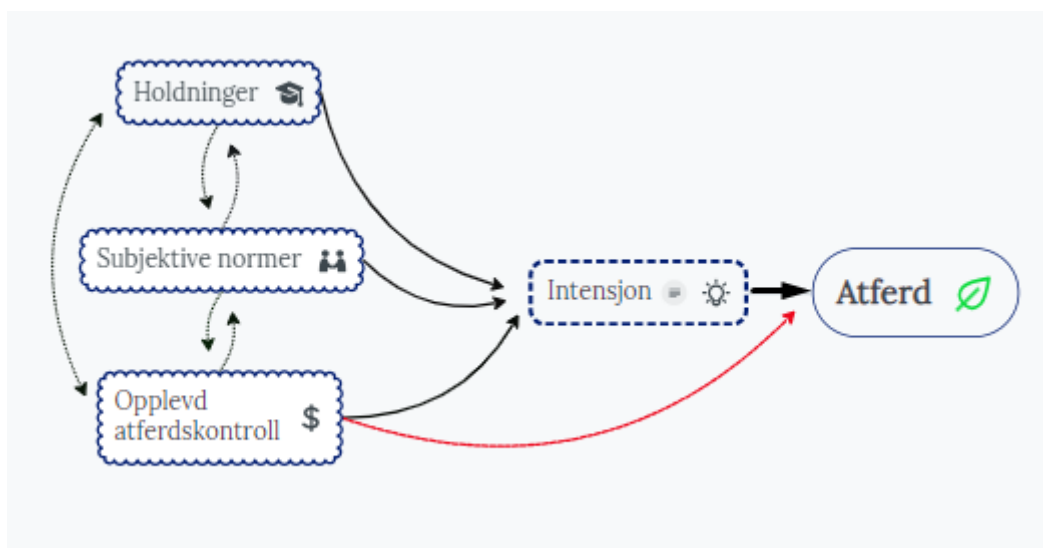 Holdninger
Subjektive normer
Intensjon
Atferd
Opplevd
atferdskontroll $